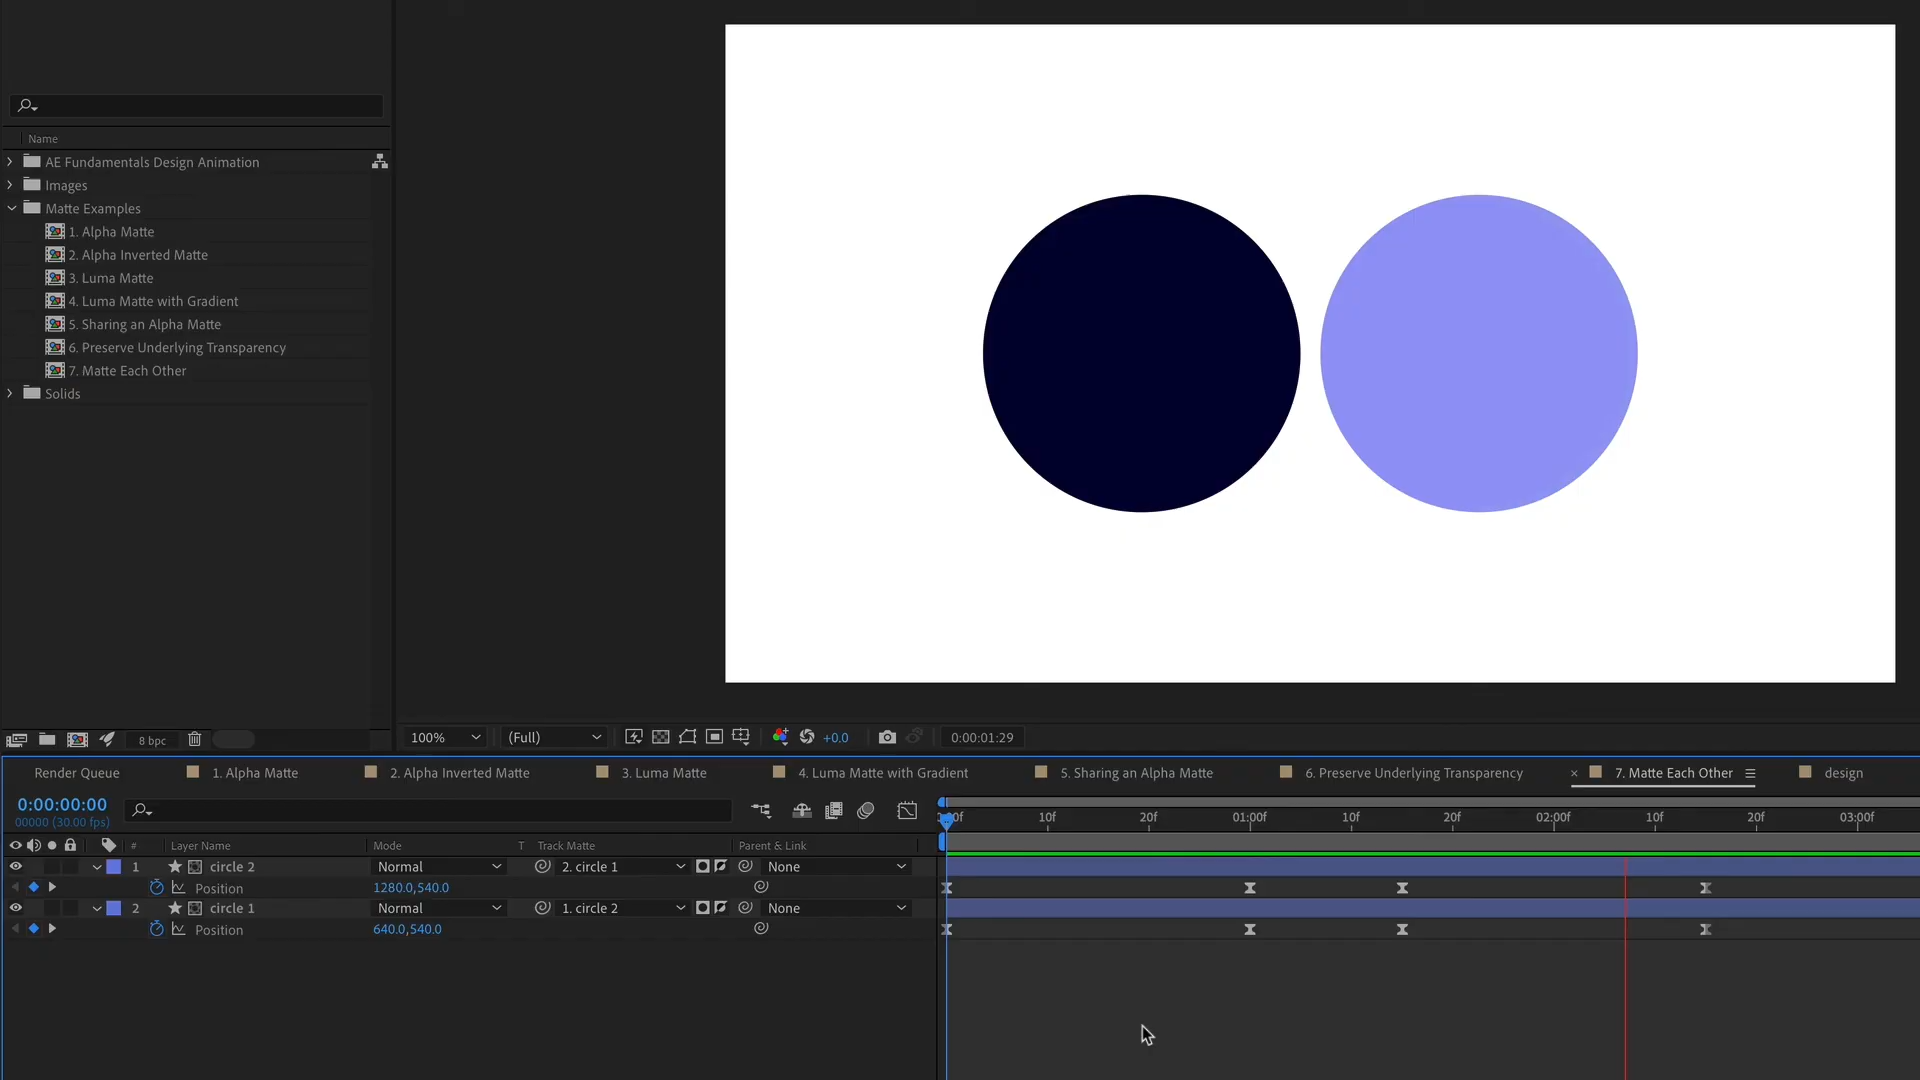 Name
AE Fundamentals Design Animation
Images
Matte Examples
1. Alpha Matte
2. Alpha Inverted Matte
3. Luma Matte
4. Luma Matte with Gradient
5. Sharing an Alpha Matte
6. Preserve Underlying Transparency
7. Matte Each Other
Solids
8 bpc
100% (Full) +0.0 0:00:01:29
Render Queue 1. Alpha Matte 2. Alpha Inverted Matte 3. Luma Matte 4. Luma Matte with Gradient 5. Sharing an Alpha Matte 6. Preserve Underlying Transparency × 7. Matte Each Other design
0:00:00:00
00000 (30.00 fps)
10f 20f 01:00f 10f 20f 02:00f 10f 20f 03:00f
# Layer Name Mode T Track Matte Parent & Link
1 circle 2 Normal 2. circle 1 None
Position 1280.0,540.0
2 circle 1 Normal 1. circle 2 None
Position 640.0,540.0